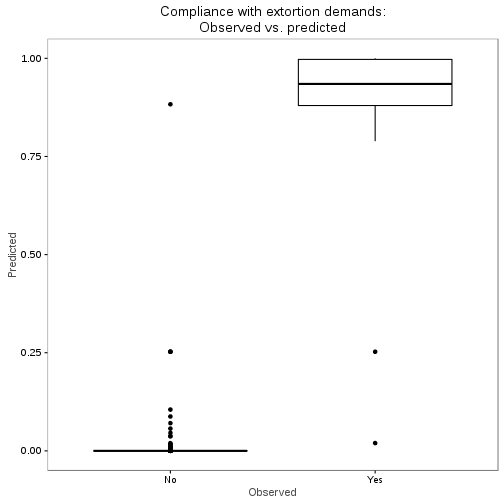 Compliance with extortion demands:
Observed vs. predicted
1.00
0.75
0.50
0.25
0.00
Predicted
No
Yes
Observed